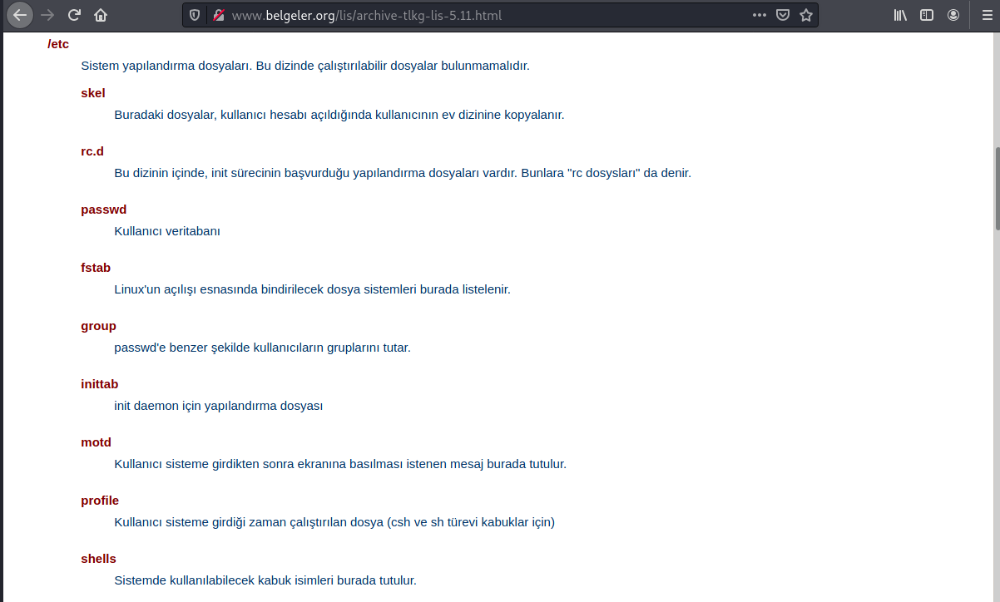 www.belgeler.org/lis/archive-tlkg-lis-5.11.html
/etc
Sistem yapılandırma dosyaları. Bu dizinde çalıştırılabilir dosyalar bulunmamalıdır.
skel
Buradaki dosyalar, kullanıcı hesabı açıldığında kullanıcının ev dizinine kopyalanır.
rc.d
Bu dizinin içinde, init sürecinin başvurduğu yapılandırma dosyaları vardır. Bunlara "rc dosysları" da denir.
passwd
Kullanıcı veritabanı
fstab
Linux'un açılışı esnasında bindirilecek dosya sistemleri burada listelenir.
group
passwd'e benzer şekilde kullanıcıların gruplarını tutar.
inittab
init daemon için yapılandırma dosyası
motd
Kullanıcı sisteme girdikten sonra ekranına basılması istenen mesaj burada tutulur.
profile
Kullanıcı sisteme girdiği zaman çalıştırılan dosya (csh ve sh türevi kabuklar için)
shells
Sistemde kullanılabilecek kabuk isimleri burada tutulur.